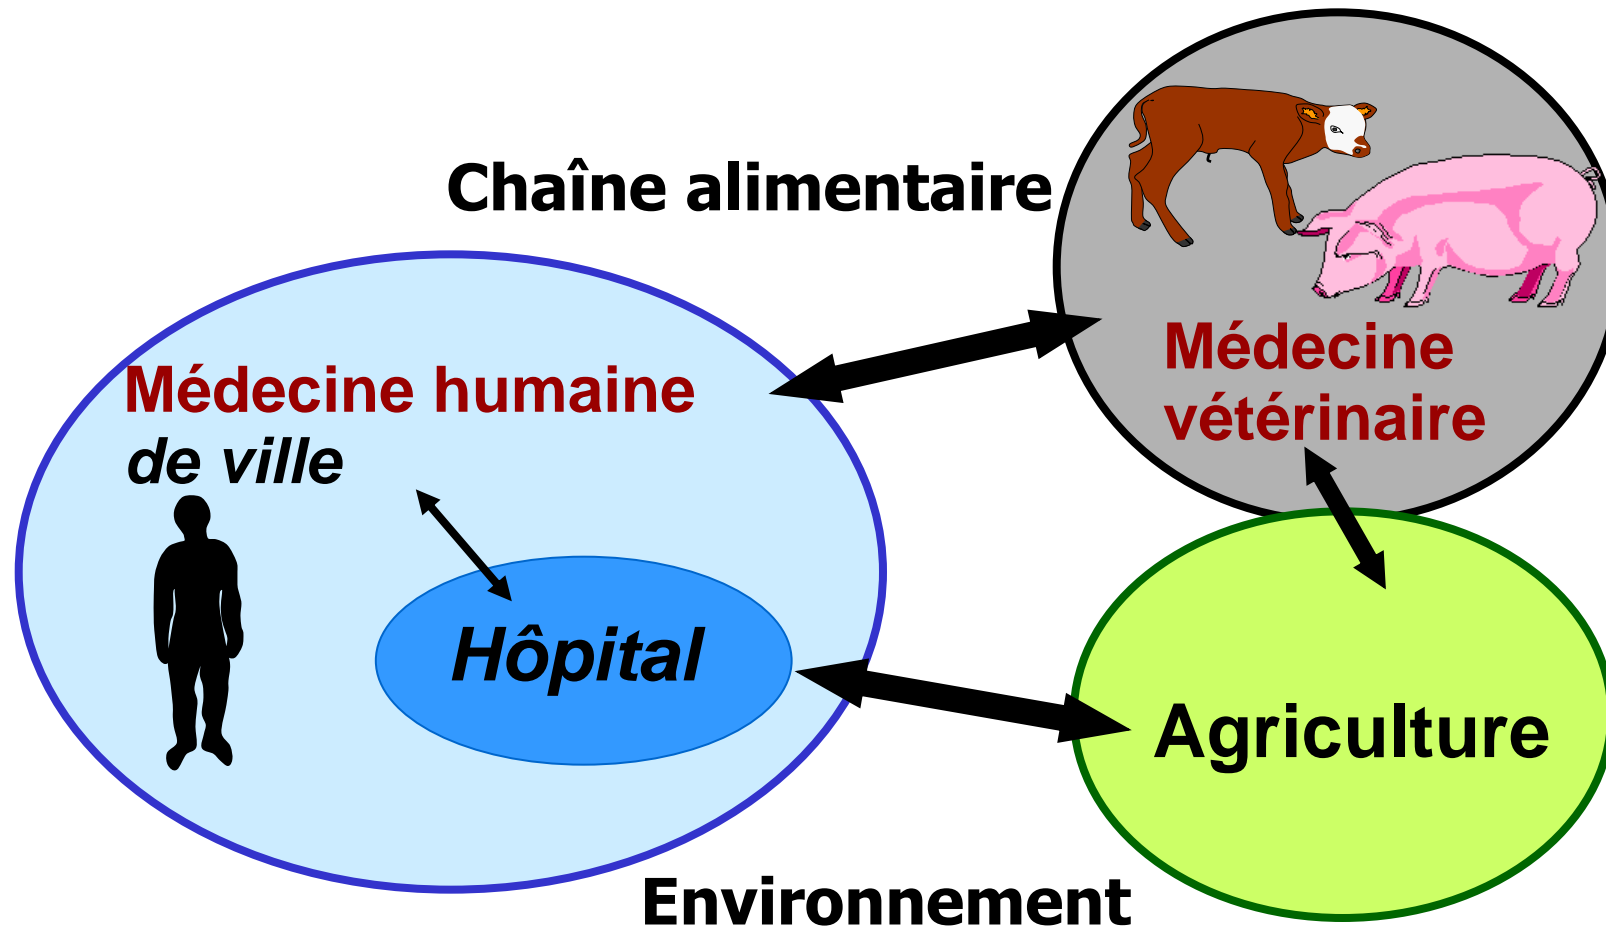 Chaîne alimentaire
Médecine humaine
de ville
Hôpital
Médecine
vétérinaire
Agriculture
Environnement